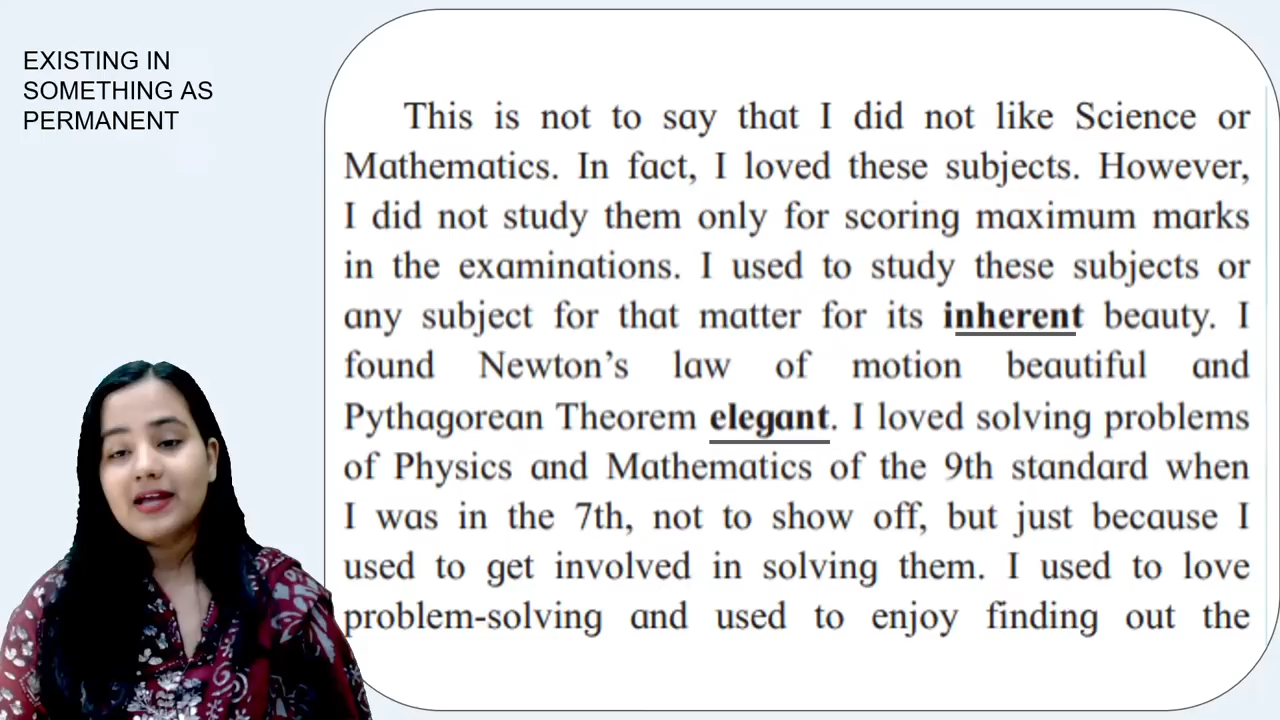 EXISTING IN
SOMETHING AS
PERMANENT
This is not to say that I did not like Science or
Mathematics. In fact, I loved these subjects. However,
I did not study them only for scoring maximum marks
in the examinations. I used to study these subjects or
any subject for that matter for its inherent beauty. I
found Newton’s law of motion beautiful and
Pythagorean Theorem elegant. I loved solving problems
of Physics and Mathematics of the 9th standard when
I was in the 7th, not to show off, but just because I
used to get involved in solving them. I used to love
problem-solving and used to enjoy finding out the